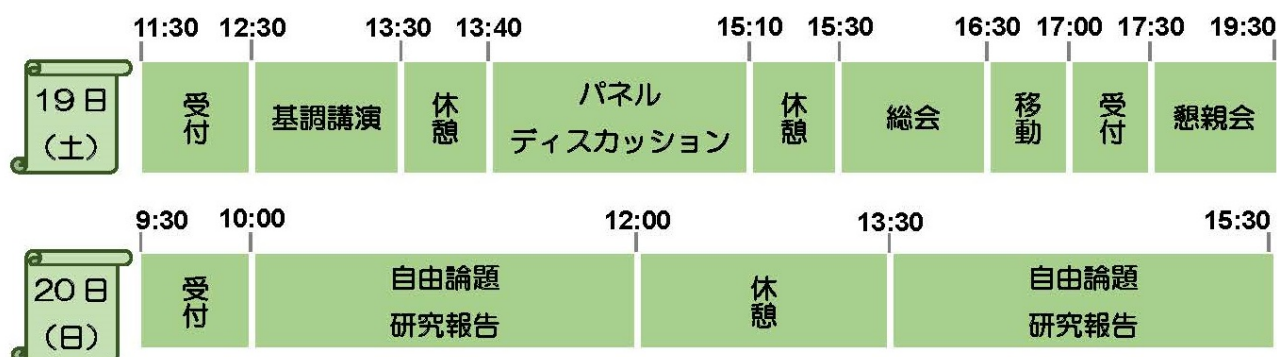 11:30 12:30 13:30 13:40 15:10 15:30 16:30 17:00 17:30 19:30
19日
（土）
受付
基調講演
休憩
パネル
ディスカッション
休憩
総会
移動
受付
懇親会
9:30 10:00 12:00 13:30 15:30
20日
（日）
受付
自由論題
研究報告
休憩
自由論題
研究報告